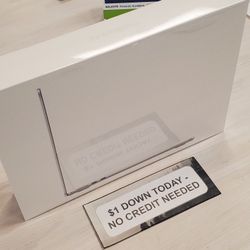 $1 DOWN TODAY -
NO CREDIT NEEDED